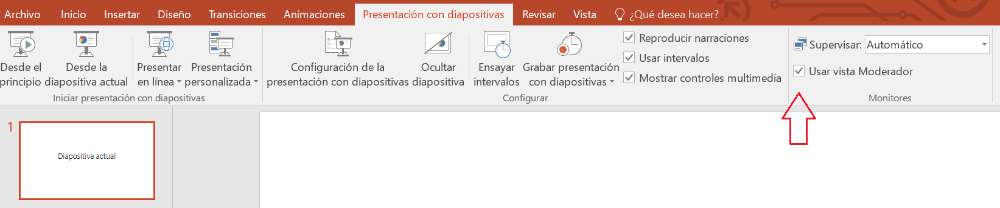 Archivo Inicio Insertar Diseño Transiciones Animaciones Presentación con diapositivas Revisar Vista ¿Qué desea hacer?
Desde el
principio
Desde la
diapositiva actual
Presentar
en línea
Presentación
personalizada
Iniciar presentación con diapositivas
Configuración de la
presentación con diapositivas
Ocultar
diapositiva
Ensayar
intervalos
Grabar presentación
con diapositivas
Reproducir narraciones
Usar intervalos
Mostrar controles multimedia
Configurar
Supervisar: Automático
Usar vista Moderador
Monitores
1
Diapositiva actual